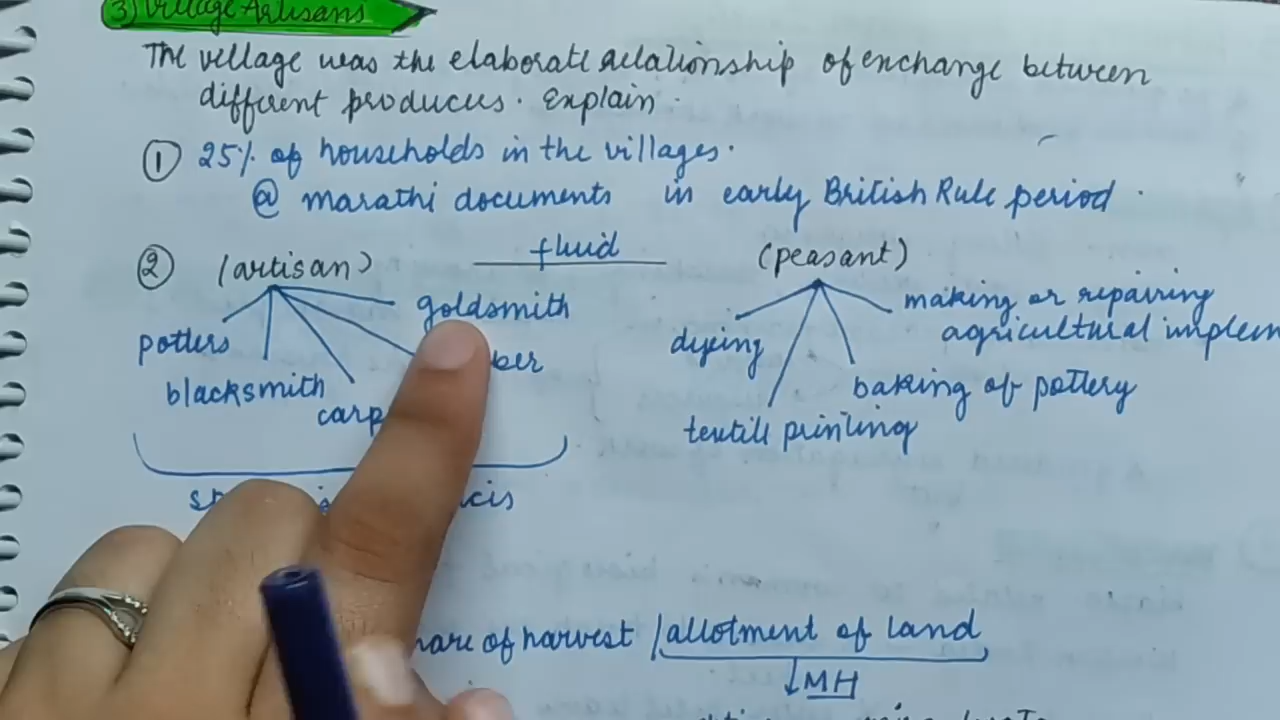 3) Village Artisans
The village was the elaborate relationship of exchange between
different producers. Explain.
① 25% of households in the villages.
@ marathi documents in early British Rule period.
② (artisan) fluid (peasant)
goldsmith making or repairing
potters dyeing agricultural
blacksmith baking of pottery
textile printing
of harvest / allotment of land
↓ MH